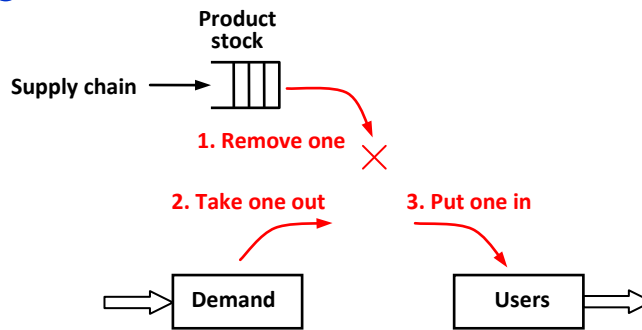 Product
stock
Supply chain
1. Remove one
2. Take one out
3. Put one in
Demand
Users